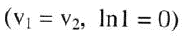 (v₁ = v₂, ln1 = 0)